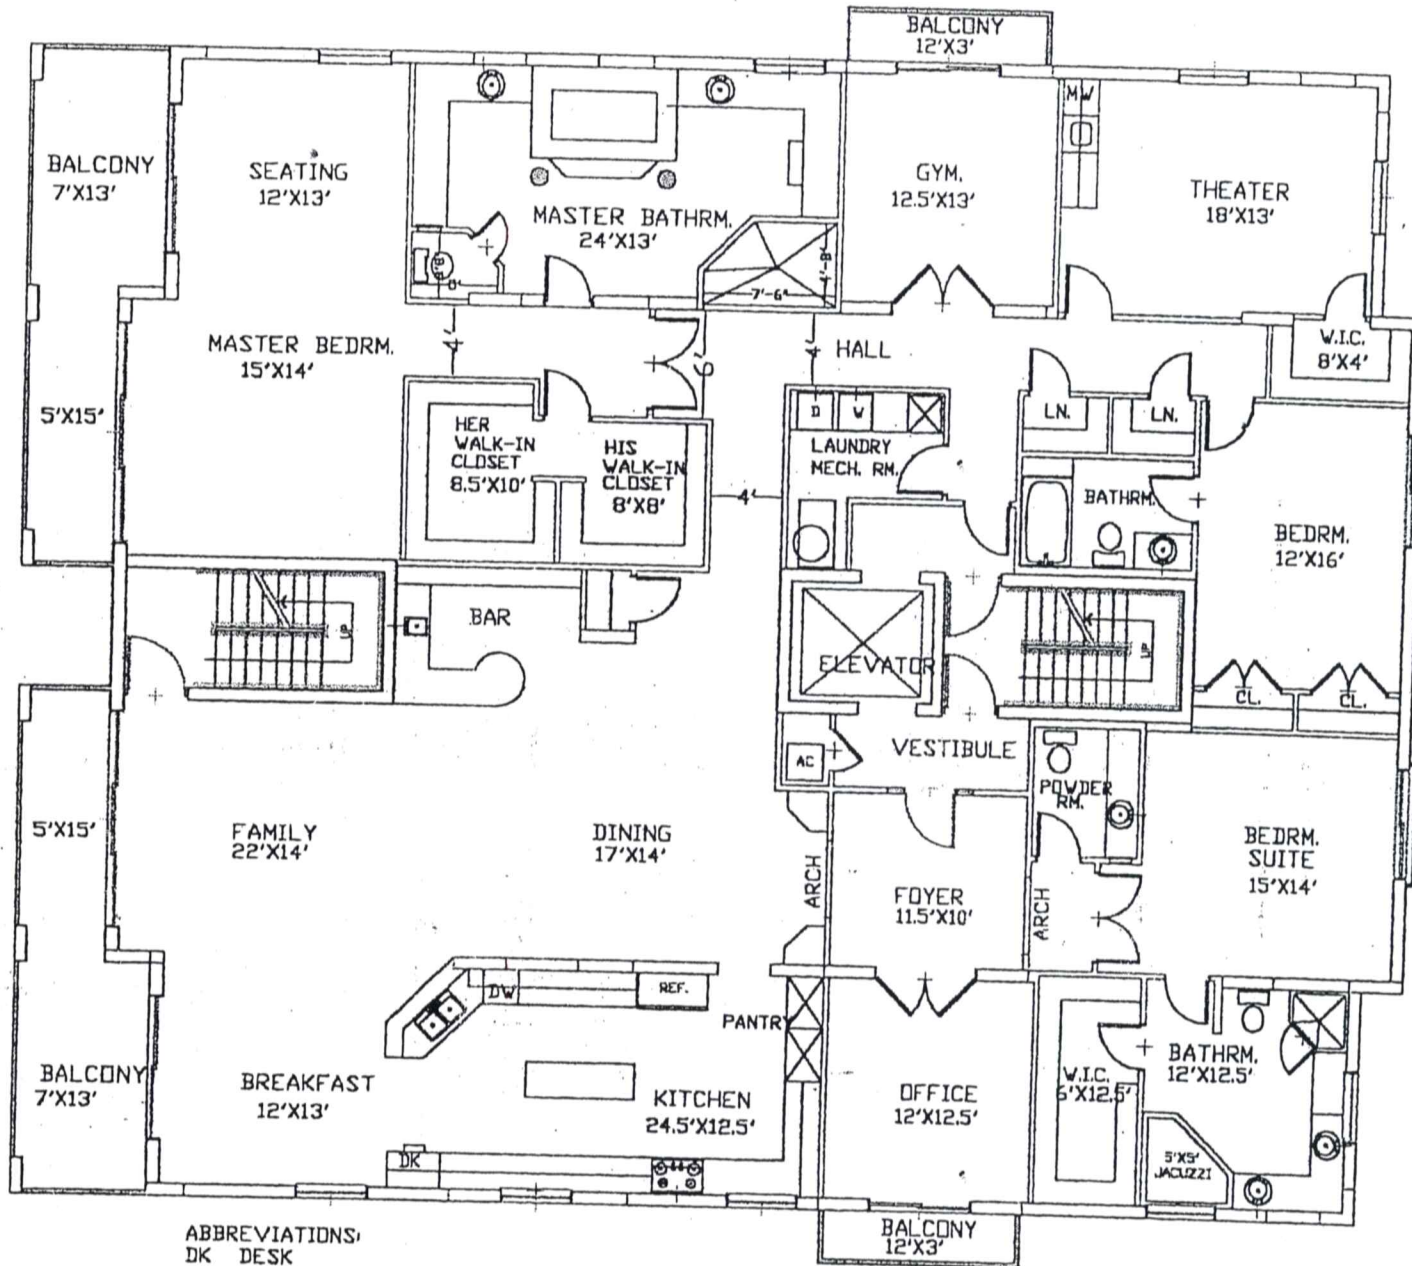 BALCONY
12'X3'
BALCONY
7'X13'
SEATING
12'X13'
MASTER BATHRM.
24'X13'
7'-6"
4'-8"
GYM.
12.5'X13'
MW
THEATER
18'X13'
W.I.C.
8'X4'
MASTER BEDRM.
15'X14'
4'
6'
4'
HALL
5'X15'
HER
WALK-IN
CLOSET
8.5'X10'
HIS
WALK-IN
CLOSET
8'X8'
4'
D
W
LAUNDRY
MECH. RM.
LN.
LN.
BATHRM.
BEDRM.
12'X16'
BAR
UP
ELEVATOR
UP
CL.
CL.
AC
VESTIBULE
POWDER
RM.
BEDRM.
SUITE
15'X14'
5'X15'
FAMILY
22'X14'
DINING
17'X14'
ARCH
FOYER
11.5'X10'
ARCH
DW
REF.
PANTRY
BALCONY
7'X13'
BREAKFAST
12'X13'
KITCHEN
24.5'X12.5'
OFFICE
12'X12.5'
W.I.C.
6'X12.5'
BATHRM.
12'X12.5'
5'X5'
JACUZZI
DK
BALCONY
12'X3'
ABBREVIATIONS:
DK DESK